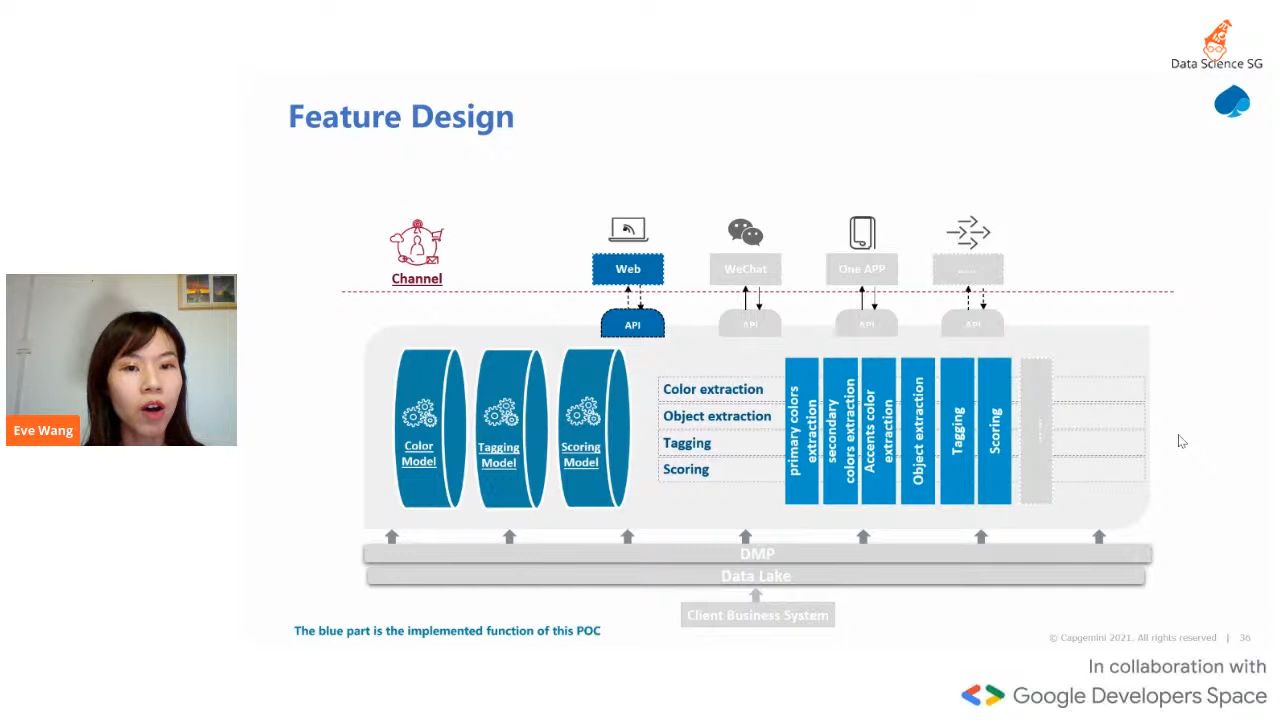 Data Science SG
Feature Design
Channel
Web
WeChat
One APP
API
API
API
API
Color
Model
Tagging
Model
Scoring
Model
Color extraction
Object extraction
Tagging
Scoring
primary colors
extraction
secondary
colors extraction
Accents color
extraction
Object extraction
Tagging
Scoring
DMP
Data Lake
Client Business System
The blue part is the implemented function of this POC
© Capgemini 2021. All rights reserved | 36
Eve Wang
In collaboration with
Google Developers Space